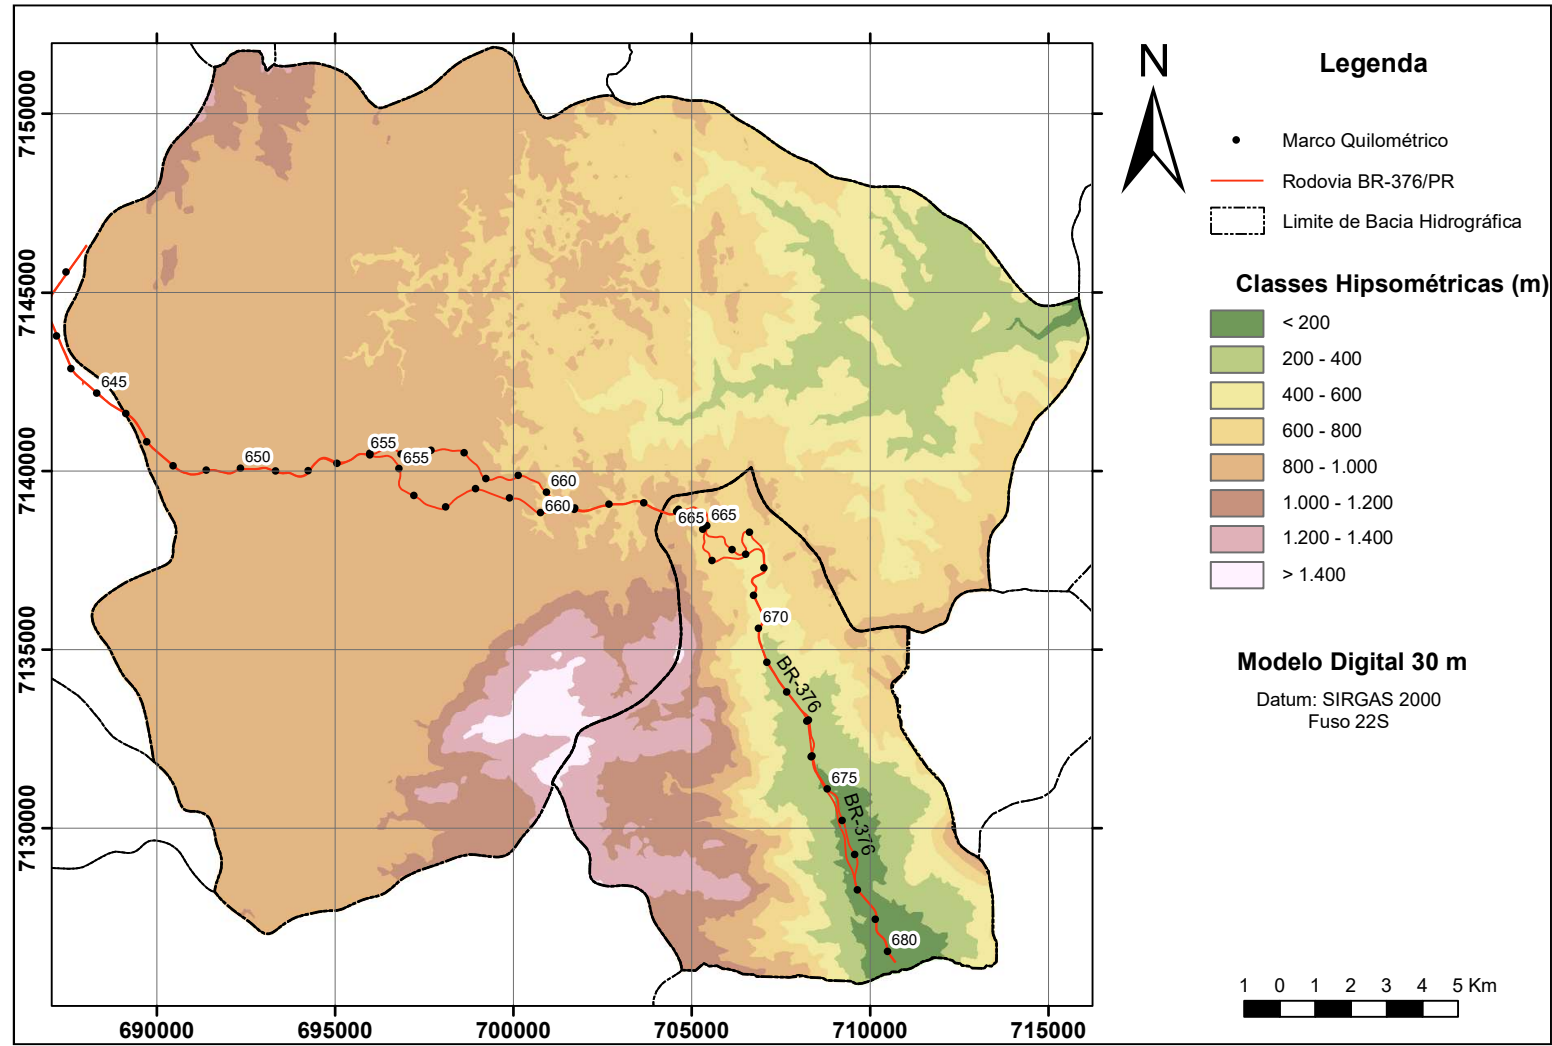 N
Legenda
Marco Quilométrico
Rodovia BR-376/PR
Limite de Bacia Hidrográfica
Classes Hipsométricas (m)
< 200
200 - 400
400 - 600
600 - 800
800 - 1.000
1.000 - 1.200
1.200 - 1.400
> 1.400
Modelo Digital 30 m
Datum: SIRGAS 2000
Fuso 22S
1 0 1 2 3 4 5 Km
7150000
7145000
7140000
7135000
7130000
690000 695000 700000 705000 710000 715000
645
650
655
655
660
660
665
665
670
BR-376
675
BR-376
680